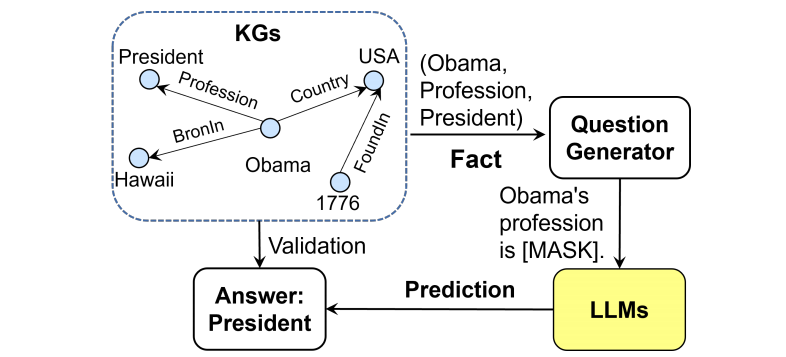 KGs
President
USA
Profession
Country
BronIn
Obama
FoundIn
Hawaii
1776
(Obama,
Profession,
President)
Fact
Question
Generator
Obama's
profession
is [MASK].
Validation
Answer:
President
Prediction
LLMs